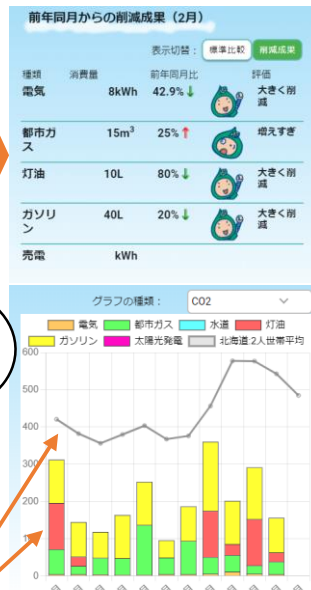 前年同月からの削減成果（2月）
表示切替： 標準比較 削減成果
種類 消費量 前年同月比 評価
電気 8kWh 42.9%↓ 大きく削減
都市ガス 15m³ 25%↑ 増えすぎ
灯油 10L 80%↓ 大きく削減
ガソリン 40L 20%↓ 大きく削減
売電 kWh
グラフの種類： CO2
電気 都市ガス 水道 灯油
ガソリン 太陽光発電 北海道:2人世帯平均
600
500
400
300
200
100
0